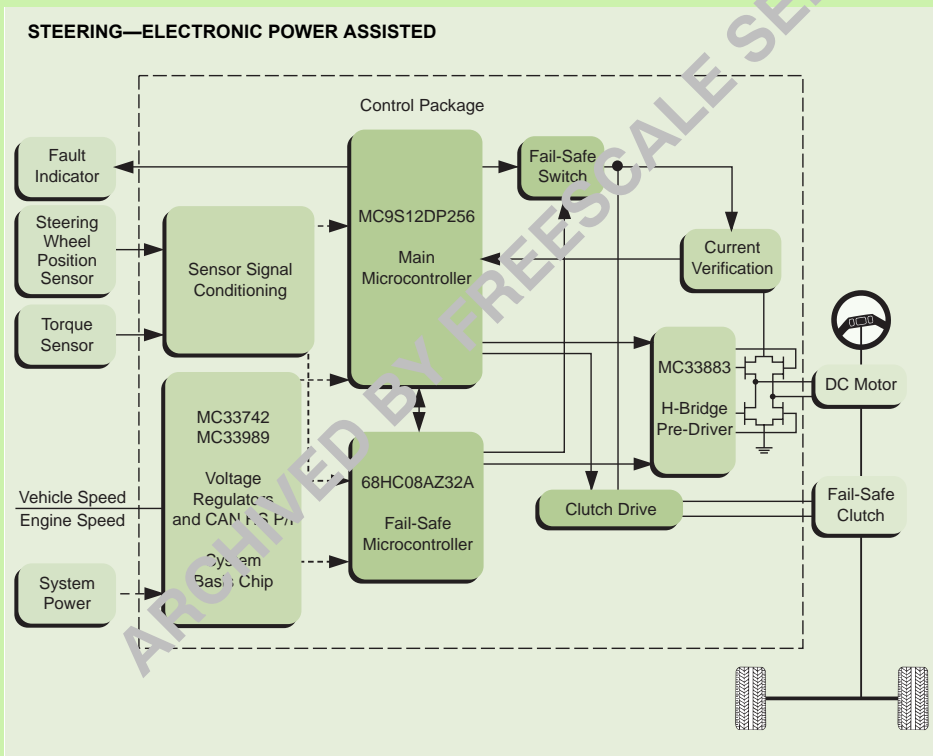 STEERING—ELECTRONIC POWER ASSISTED
Control Package
Fault
Indicator
Steering
Wheel
Position
Sensor
Torque
Sensor
Sensor Signal
Conditioning
MC9S12DP256
Main
Microcontroller
Fail-Safe
Switch
Current
Verification
MC33883
H-Bridge
Pre-Driver
DC Motor
MC33742
MC33989
Voltage
Regulators
and CAN HS P/I
System
Basis Chip
68HC08AZ32A
Fail-Safe
Microcontroller
Clutch Drive
Fail-Safe
Clutch
Vehicle Speed
Engine Speed
System
Power
ARCHIVED BY FREESCALE SE